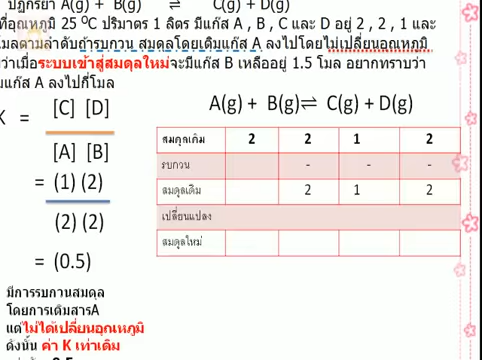 ปฏิกริยา A(g) + B(g) ⇌ C(g) + D(g)
ที่อุณหภูมิ 25 ⁰C ปริมาตร 1 ลิตร มีแก๊ส A , B , C และ D อยู่ 2 , 2 , 1 และ
โมลตามลำดับถ้ารบกวน สมดุลโดยเติมแก๊ส A ลงไปโดยไม่เปลี่ยนอุณหภูมิ
ว่าเมื่อระบบเข้าสู่สมดุลใหม่จะมีแก๊ส B เหลืออยู่ 1.5 โมล อยากทราบว่า
มแก๊ส A ลงไปกี่โมล
K = [C] [D]
[A] [B]
= (1) (2)
(2) (2)
= (0.5)
มีการรบกวนสมดุล
โดยการเติมสารA
แต่ไม่ได้เปลี่ยนอุณหภูมิ
ดังนั้น ค่า K เท่าเดิม
A(g) + B(g) ⇌ C(g) + D(g)
สมดุลเดิม 2 2 1 2
รบกวน - - -
สมดุลเดิม 2 1 2
เปลี่ยนแปลง
สมดุลใหม่